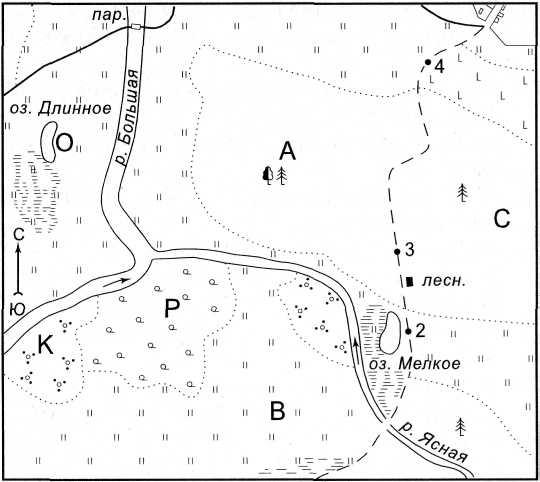 пар.
4
оз. Длинное
р. Большая
О
А
С
С
3
лесн.
Ю
Р
2
К
оз. Мелкое
В
р. Ясная